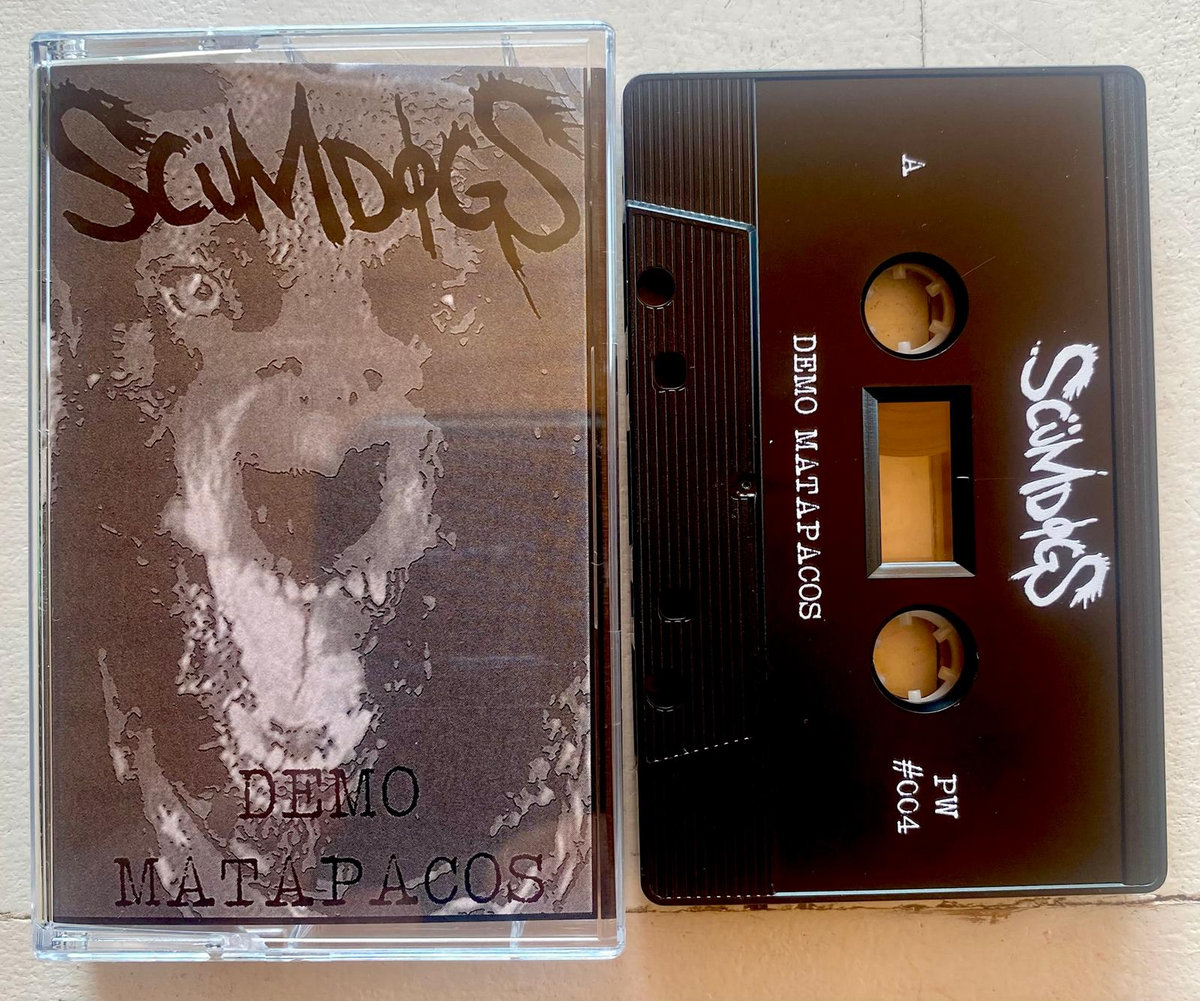 SCÜMDOGS
DEMO
MATAPACOS
A
SCÜMDOGS
DEMO MATAPACOS
PW
#004